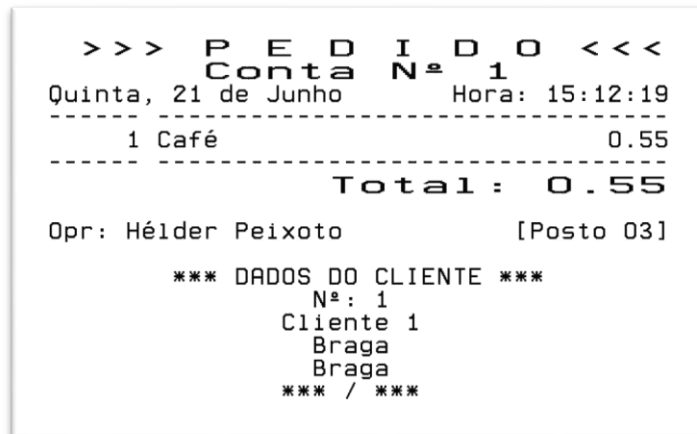 >>> PEDIDO <<<
Conta Nº 1
Quinta, 21 de Junho Hora: 15:12:19
------ ---------------------------------
1 Café 0.55
------ ---------------------------------
Total: 0.55
Opr: Hélder Peixoto [Posto 03]
*** DADOS DO CLIENTE ***
Nº: 1
Cliente 1
Braga
Braga
*** / ***